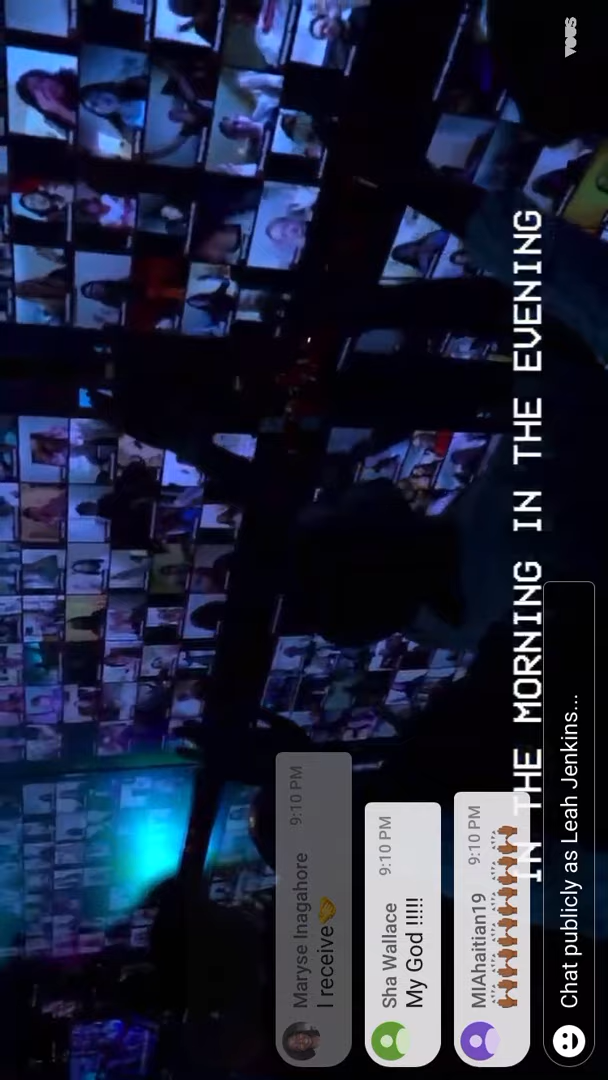 VOUS
Maryse Inagahore 9:10 PM
I receive🤝
Sha Wallace 9:10 PM
My God !!!!!
MIAhaitian19 9:10 PM
🙌🏾🙌🏾🙌🏾🙌🏾🙌🏾🙌🏾🙌🏾🙌🏾
IN THE MORNING IN THE EVENING
Chat publicly as Leah Jenkins...